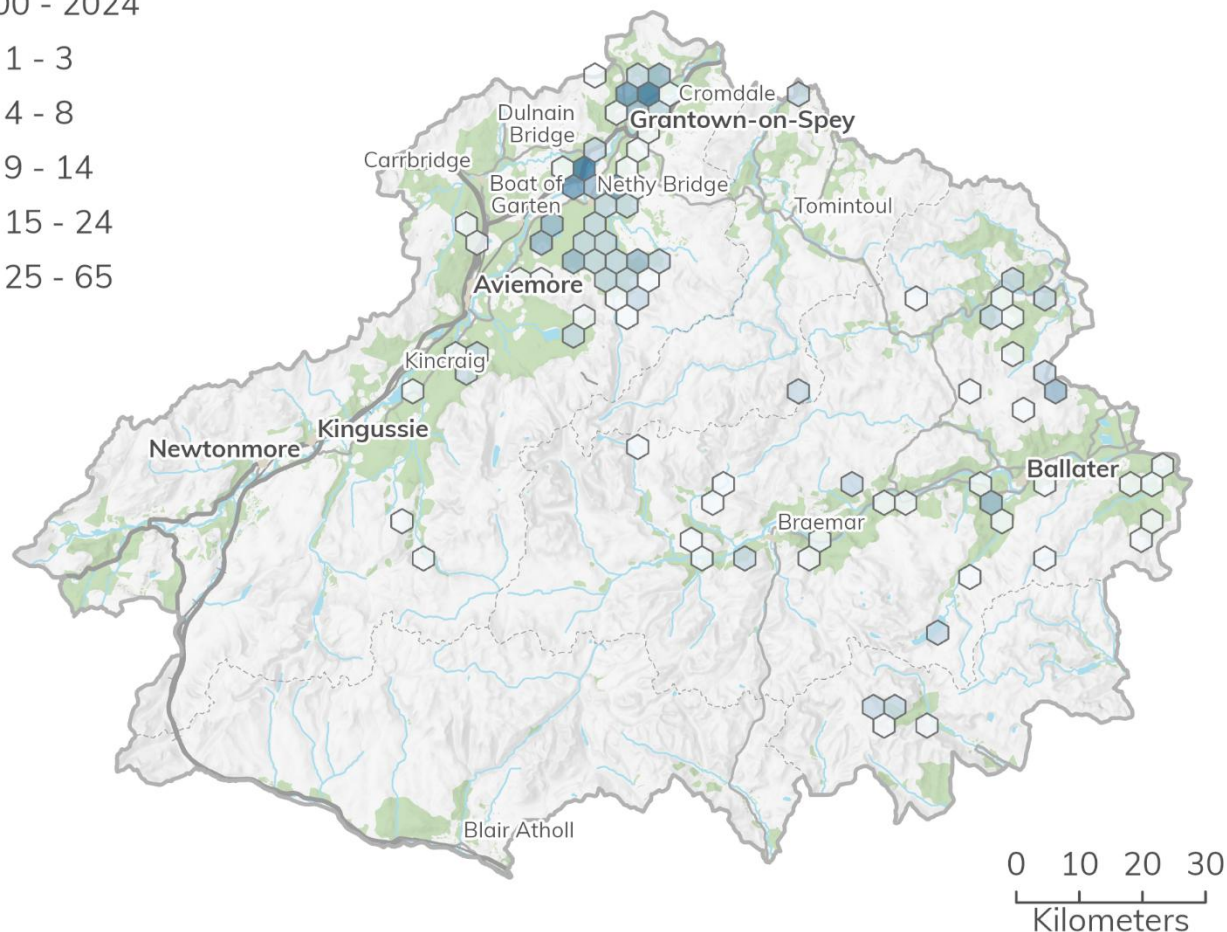 00 - 2024
1 - 3
4 - 8
9 - 14
15 - 24
25 - 65
Cromdale
Dulnain
Bridge
Grantown-on-Spey
Carrbridge
Boat of
Garten
Nethy Bridge
Tomintoul
Aviemore
Kincraig
Kingussie
Newtonmore
Ballater
Braemar
Blair Atholl
0 10 20 30
Kilometers